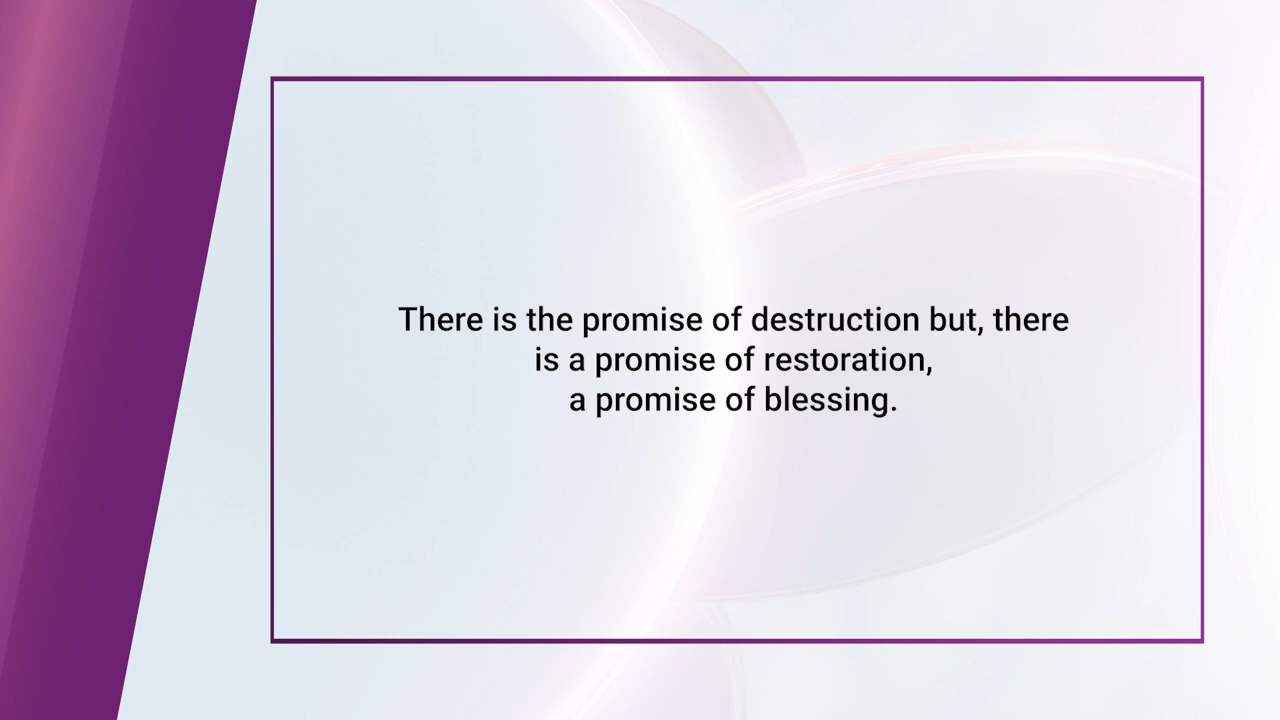 There is the promise of destruction but, there
is a promise of restoration,
a promise of blessing.